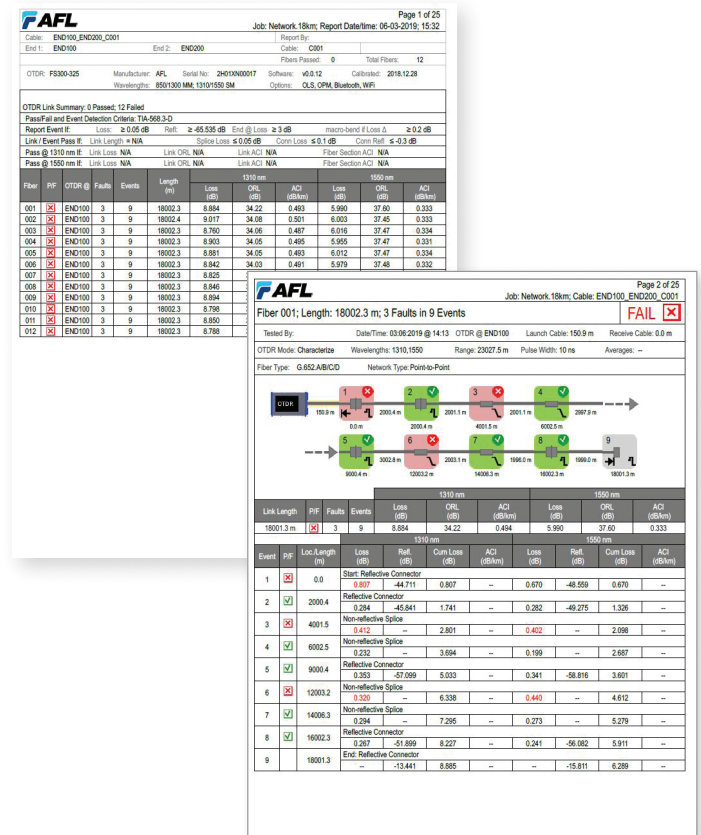 AFL
Page 1 of 25
Job: Network.18km; Report Date/time: 06-03-2019; 15:32
Cable: END100_END200_C001 Report By:
End 1: END100 End 2: END200 Cable: C001
Fibers Passed: 0 Total Fibers: 12
OTDR: FS300-325 Manufacturer: AFL Serial No: 2H01XN00017 Software: v0.0.12 Calibrated: 2018.12.28
Wavelengths: 850/1300 MM; 1310/1550 SM Options: OLS, OPM, Bluetooth, WiFi
OTDR Link Summary: 0 Passed; 12 Failed
Pass/Fail and Event Detection Criteria: TIA-568.3-D
Report Event If: Loss: ≥ 0.05 dB Refl: ≥ -65.535 dB End @ Loss ≥ 3 dB macro-bend if Loss Δ ≥ 0.2 dB
Link / Event Pass If: Link Length = N/A Splice Loss ≤ 0.05 dB Conn Loss ≤ 0.1 dB Conn Refl ≤ -0.3 dB
Pass @ 1310 nm If: Link Loss N/A Link ORL N/A Link ACI N/A Fiber Section ACI N/A
Pass @ 1550 nm If: Link Loss N/A Link ORL N/A Link ACI N/A Fiber Section ACI N/A
1310 nm 1550 nm
Fiber P/F OTDR @ Faults Events Length (m) Loss (dB) ORL (dB) ACI (dB/km) Loss (dB) ORL (dB) ACI (dB/km)
001 END100 3 9 18002.3 8.884 34.22 0.493 5.990 37.60 0.333
002 END100 3 9 18002.4 9.017 34.08 0.501 6.003 37.45 0.333
003 END100 3 9 18002.3 8.760 34.06 0.487 6.016 37.47 0.334
004 END100 3 9 18002.3 8.903 34.05 0.495 5.955 37.47 0.331
005 END100 3 9 18002.3 8.881 34.05 0.493 6.012 37.47 0.334
006 END100 3 9 18002.3 8.842 34.03 0.491 5.979 37.48 0.332
007 END100 3 9 18002.3 8.825
008 END100 3 9 18002.3 8.846
009 END100 3 9 18002.3 8.894
010 END100 3 9 18002.3 8.798
011 END100 3 9 18002.3 8.850
012 END100 3 9 18002.3 8.788
AFL
Page 2 of 25
Job: Network.18km; Cable: END100_END200_C001
Fiber 001; Length: 18002.3 m; 3 Faults in 9 Events FAIL
Tested By: Date/Time: 03:06:2019 @ 14:13 OTDR @ END100 Launch Cable: 150.9 m Receive Cable: 0.0 m
OTDR Mode: Characterize Wavelengths: 1310,1550 Range: 23027.5 m Pulse Width: 10 ns Averages: --
Fiber Type: G.652.A/B/C/D Network Type: Point-to-Point
1 2 3 4
OTDR 150.9 m 2000.4 m 2001.1 m 2001.1 m 2997.9 m
0.0 m 2000.4 m 4001.5 m 6002.5 m
5 6 7 8 9
3002.8 m 2003.1 m 1996.0 m 1999.0 m
9000.4 m 12003.2 m 14006.3 m 16002.3 m 18001.3 m
1310 nm 1550 nm
Link Length P/F Faults Events Loss (dB) ORL (dB) ACI (dB/km) Loss (dB) ORL (dB) ACI (dB/km)
18001.3 m 3 9 8.884 34.22 0.494 5.990 37.60 0.333
1310 nm 1550 nm
Event P/F Loc./Length (m) Loss (dB) Refl. (dB) Cum Loss (dB) ACI (dB/km) Loss (dB) Refl. (dB) Cum Loss (dB) ACI (dB/km)
Start: Reflective Connector
1 0.0 0.807 -44.711 0.807 -- 0.670 -48.559 0.670 --
Reflective Connector
2 2000.4 0.284 -45.841 1.741 -- 0.282 -49.275 1.326 --
Non-reflective Splice
3 4001.5 0.412 -- 2.801 -- 0.402 -- 2.098 --
Non-reflective Splice
4 6002.5 0.232 -- 3.694 -- 0.199 -- 2.687 --
Reflective Connector
5 9000.4 0.353 -57.099 5.033 -- 0.341 -58.816 3.601 --
Non-reflective Splice
6 12003.2 0.320 -- 6.338 -- 0.440 -- 4.612 --
Non-reflective Splice
7 14006.3 0.294 -- 7.295 -- 0.273 -- 5.279 --
Reflective Connector
8 16002.3 0.267 -51.899 8.227 -- 0.241 -56.082 5.911 --
End: Reflective Connector
9 18001.3 -- -13.441 8.885 -- -- -15.811 6.289 --